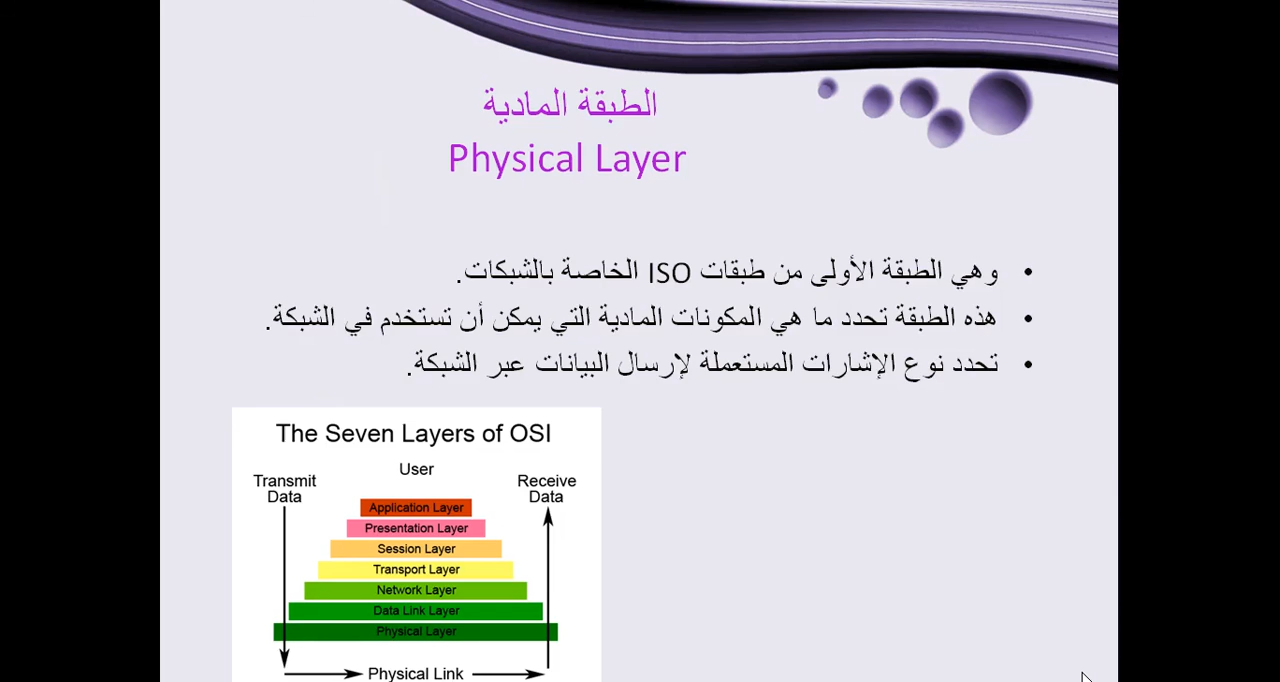 الطبقة المادية
Physical Layer
• وهي الطبقة الأولى من طبقات ISO الخاصة بالشبكات.
• هذه الطبقة تحدد ما هي المكونات المادية التي يمكن أن تستخدم في الشبكة.
• تحدد نوع الإشارات المستعملة لإرسال البيانات عبر الشبكة.
The Seven Layers of OSI
User
Transmit Data
Receive Data
Application Layer
Presentation Layer
Session Layer
Transport Layer
Network Layer
Data Link Layer
Physical Layer
Physical Link